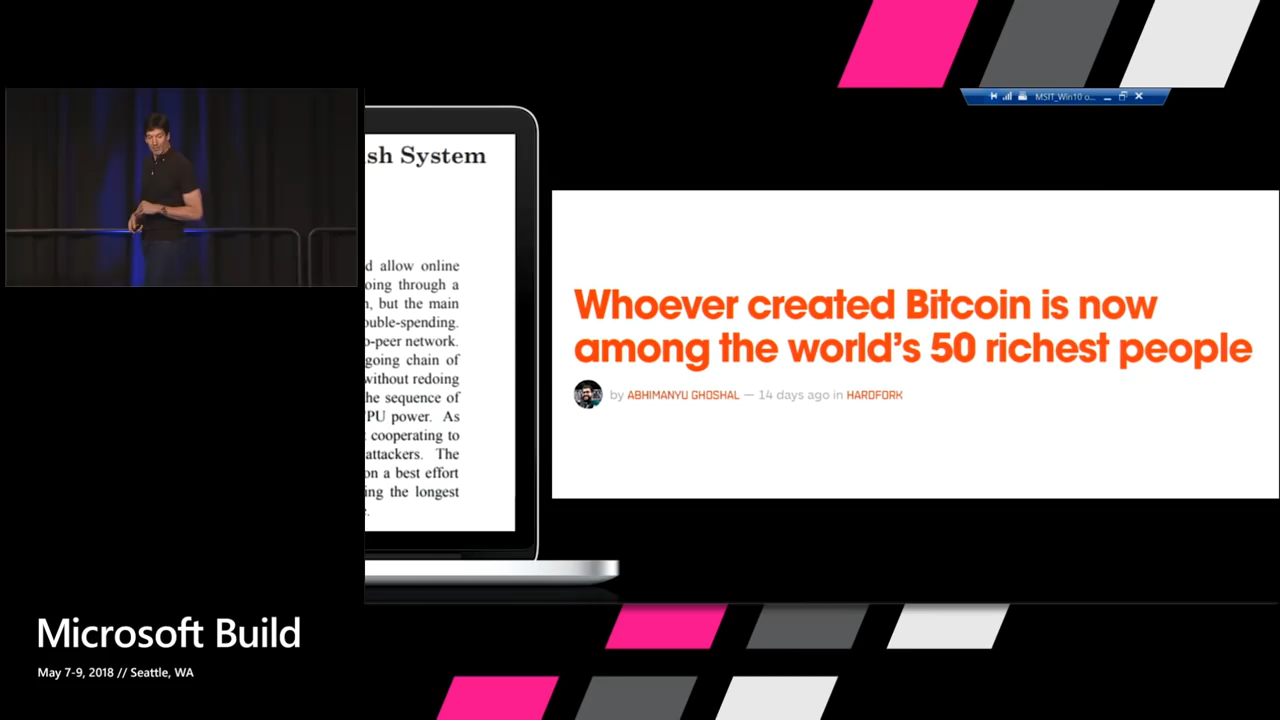 MSIT_Win10 o...
sh System
d allow online
oing through a
n, but the main
ouble-spending.
o-peer network.
going chain of
without redoing
he sequence of
PU power. As
cooperating to
attackers. The
on a best effort
ing the longest
Whoever created Bitcoin is now
among the world's 50 richest people
by ABHIMANYU GHOSHAL — 14 days ago in HARDFORK
Microsoft Build
May 7-9, 2018 // Seattle, WA